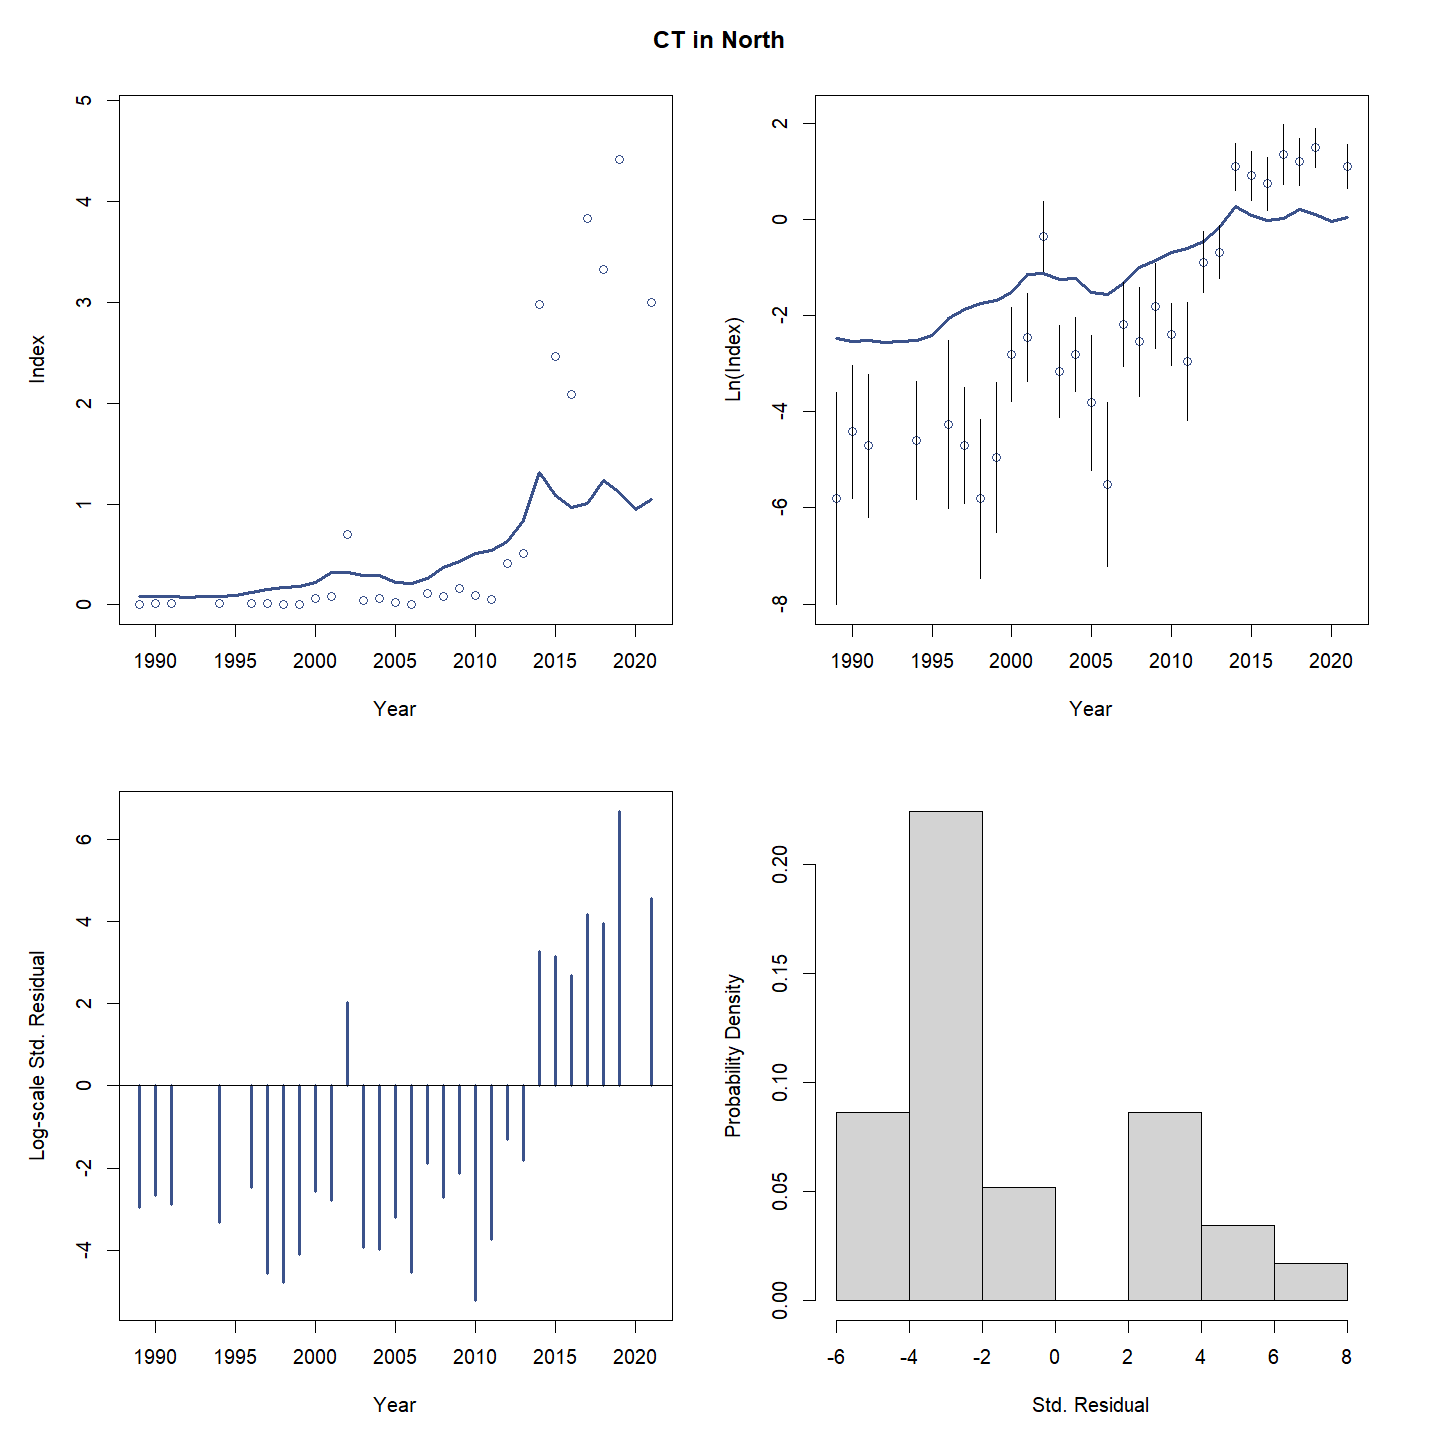 CT in North
Index
5
4
3
2
1
0
1990 1995 2000 2005 2010 2015 2020
Year
Ln(Index)
2
0
-2
-4
-6
-8
1990 1995 2000 2005 2010 2015 2020
Year
Log-scale Std. Residual
6
4
2
0
-2
-4
1990 1995 2000 2005 2010 2015 2020
Year
Probability Density
0.20
0.15
0.10
0.05
0.00
-6 -4 -2 0 2 4 6 8
Std. Residual